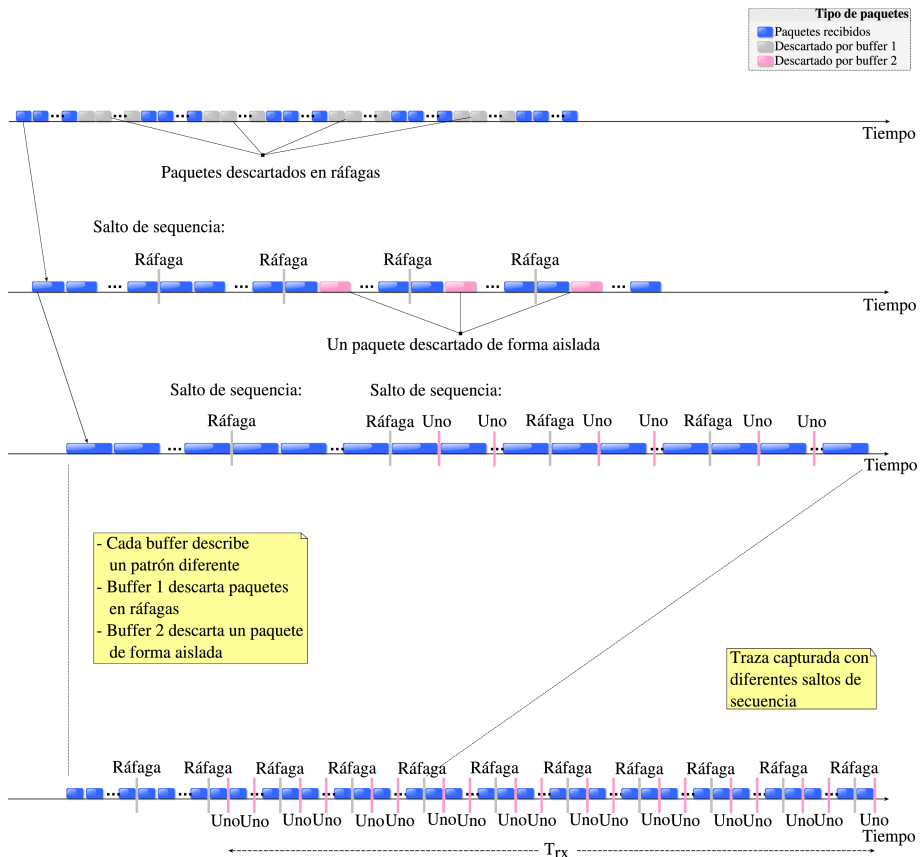 Tipo de paquetes
Paquetes recibidos
Descartado por buffer 1
Descartado por buffer 2
Tiempo
Paquetes descartados en ráfagas
Salto de sequencia:
Ráfaga Ráfaga Ráfaga Ráfaga
Tiempo
Un paquete descartado de forma aislada
Salto de sequencia: Salto de sequencia:
Ráfaga Ráfaga Uno Uno Ráfaga Uno Uno Ráfaga Uno Uno
Tiempo
- Cada buffer describe
un patrón diferente
- Buffer 1 descarta paquetes
en ráfagas
- Buffer 2 descarta un paquete
de forma aislada
Traza capturada con
diferentes saltos de
secuencia
Ráfaga Ráfaga Ráfaga Ráfaga Ráfaga Ráfaga Ráfaga Ráfaga Ráfaga Ráfaga Ráfaga
UnoUno UnoUno UnoUno UnoUno UnoUno UnoUno UnoUno UnoUno UnoUno Uno
Tiempo
Trx